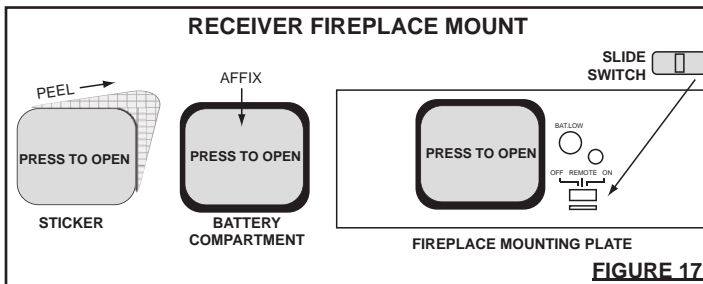 RECEIVER FIREPLACE MOUNT
SLIDE
SWITCH
PEEL
AFFIX
PRESS TO OPEN
PRESS TO OPEN
PRESS TO OPEN
BAT.LOW
OFF REMOTE ON
STICKER
BATTERY
COMPARTMENT
FIREPLACE MOUNTING PLATE
FIGURE 17